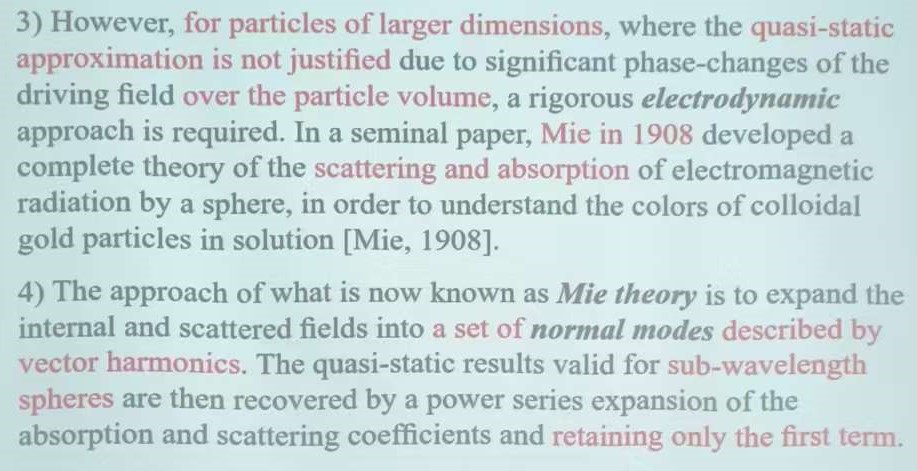 3) However, for particles of larger dimensions, where the quasi-static
approximation is not justified due to significant phase-changes of the
driving field over the particle volume, a rigorous electrodynamic
approach is required. In a seminal paper, Mie in 1908 developed a
complete theory of the scattering and absorption of electromagnetic
radiation by a sphere, in order to understand the colors of colloidal
gold particles in solution [Mie, 1908].
4) The approach of what is now known as Mie theory is to expand the
internal and scattered fields into a set of normal modes described by
vector harmonics. The quasi-static results valid for sub-wavelength
spheres are then recovered by a power series expansion of the
absorption and scattering coefficients and retaining only the first term.